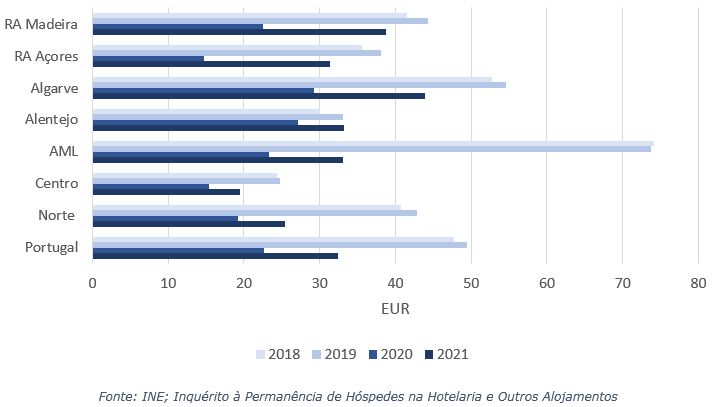 RA Madeira
RA Açores
Algarve
Alentejo
AML
Centro
Norte
Portugal
0 10 20 30 40 50 60 70 80
EUR
2018 2019 2020 2021
Fonte: INE; Inquérito à Permanência de Hóspedes na Hotelaria e Outros Alojamentos